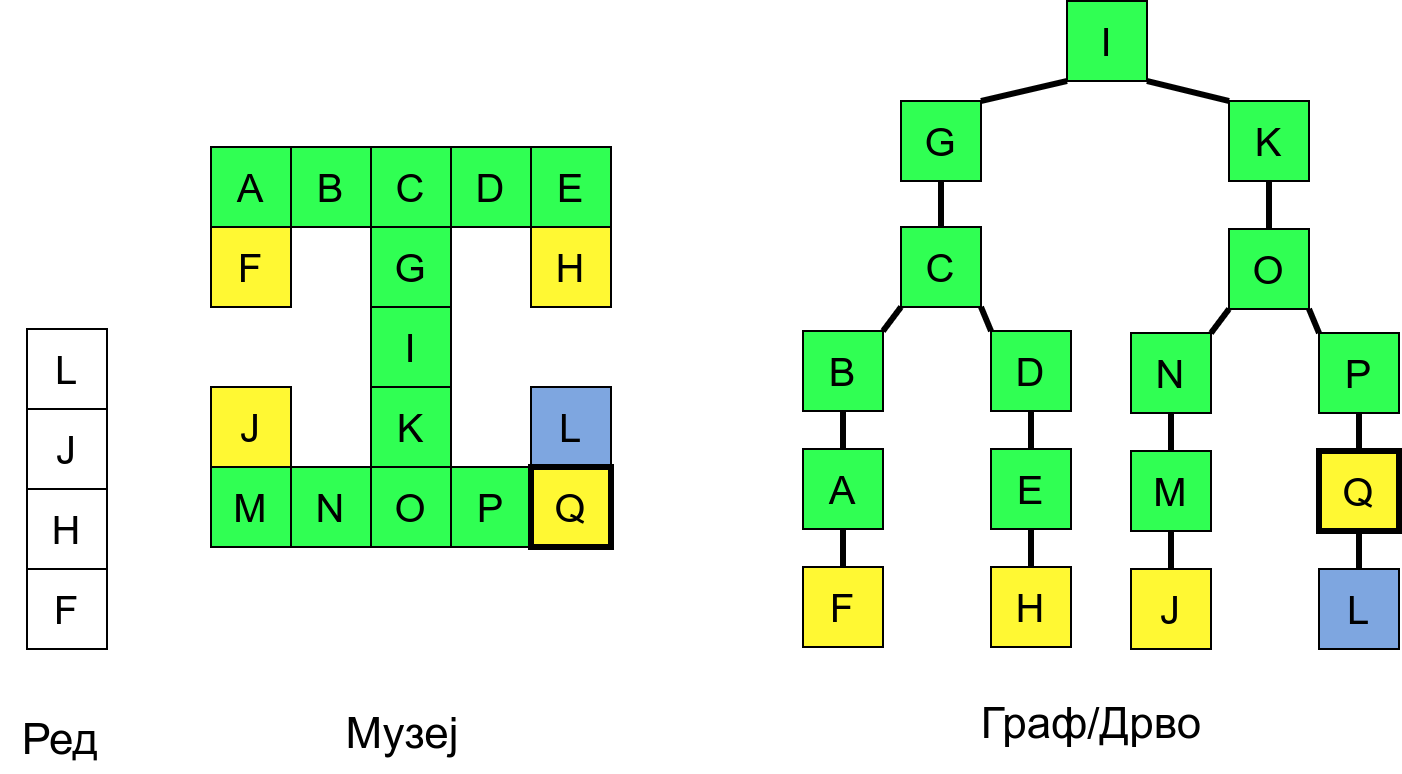 L
J
H
F
Ред
A B C D E
F G H
I
J K L
M N O P Q
Музеј
I
G K
C O
B D N P
A E M Q
F H J L
Граф/Дрво